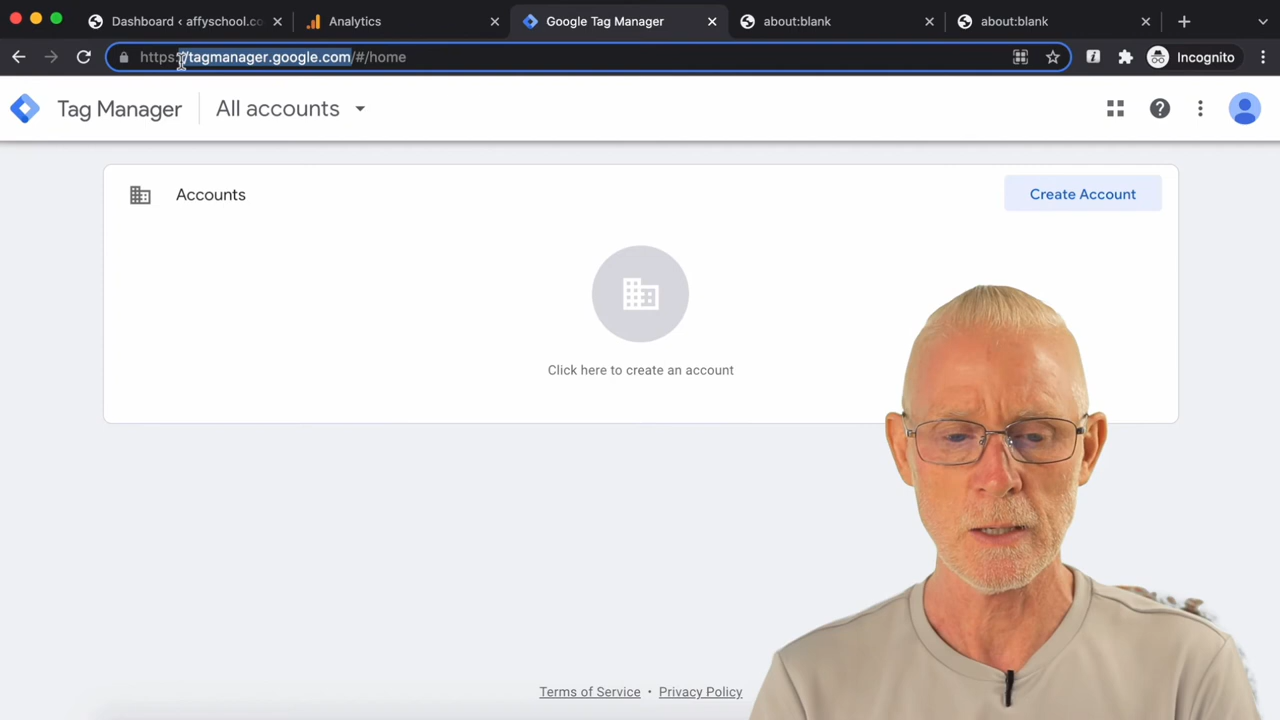 Dashboard ‹ affyschool.co
Analytics
Google Tag Manager
about:blank
about:blank
https://tagmanager.google.com/#/home
Incognito
Tag Manager
All accounts
Accounts
Create Account
Click here to create an account
Terms of Service • Privacy Policy